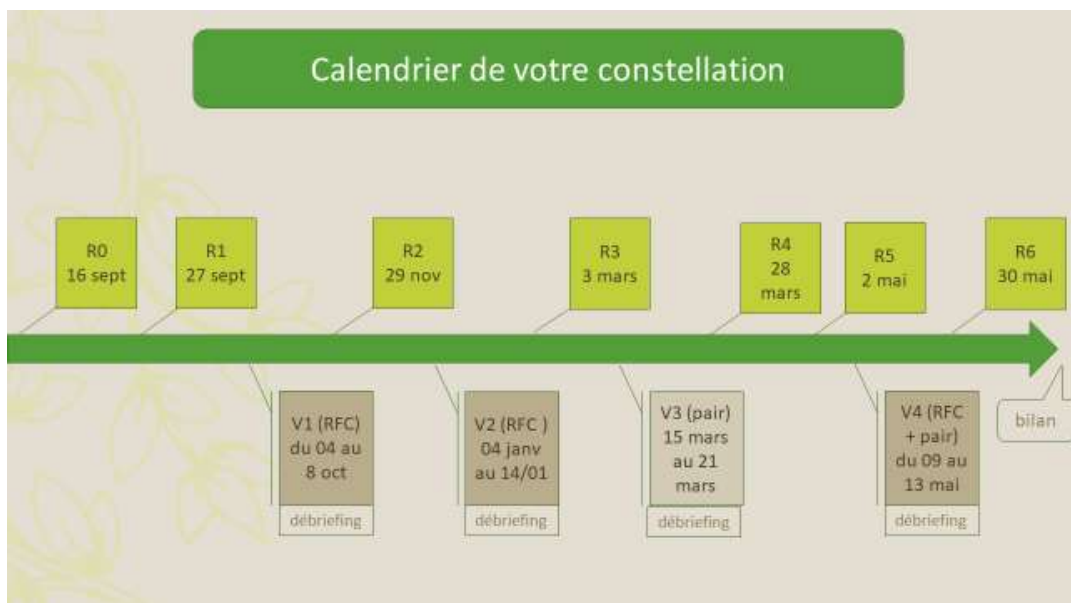 Calendrier de votre constellation
R0
16 sept
R1
27 sept
R2
29 nov
R3
3 mars
R4
28
mars
R5
2 mai
R6
30 mai
V1 (RFC)
du 04 au
8 oct
débriefing
V2 (RFC )
04 janv
au 14/01
débriefing
V3 (pair)
15 mars
au 21
mars
débriefing
V4 (RFC
+ pair)
du 09 au
13 mai
débriefing
bilan